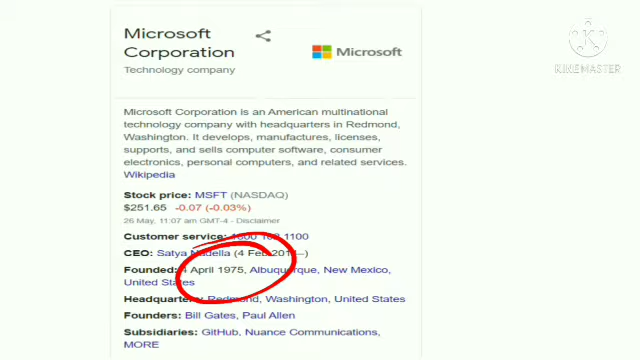 Microsoft
Corporation
Microsoft
KINEMASTER
Technology company
Microsoft Corporation is an American multinational
technology company with headquarters in Redmond,
Washington. It develops, manufactures, licenses,
supports, and sells computer software, consumer
electronics, personal computers, and related services.
Wikipedia
Stock price: MSFT (NASDAQ)
$251.65 -0.07 (-0.03%)
26 May, 11:07 am GMT-4 - Disclaimer
Customer service: 1100
CEO: Satya Nadella (4 Feb
Founded: 4 April 1975, Albuquerque, New Mexico,
United States
Headquarters: Redmond, Washington, United States
Founders: Bill Gates, Paul Allen
Subsidiaries: GitHub, Nuance Communications,
MORE